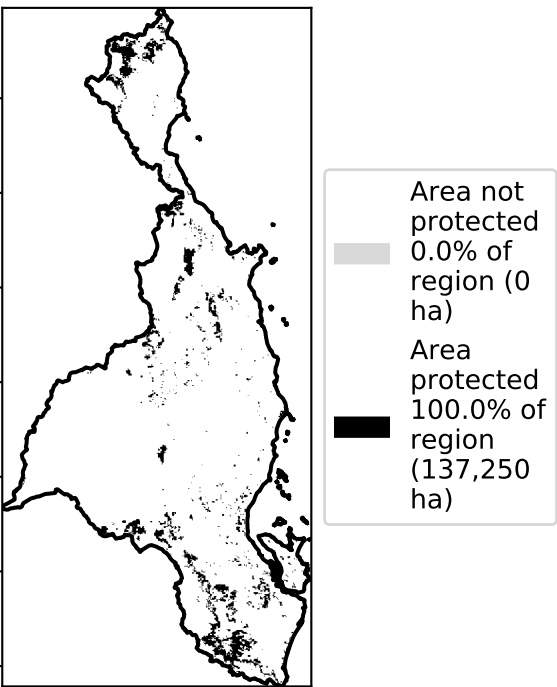 Area not
protected
0.0% of
region (0
ha)
Area
protected
100.0% of
region
(137,250
ha)